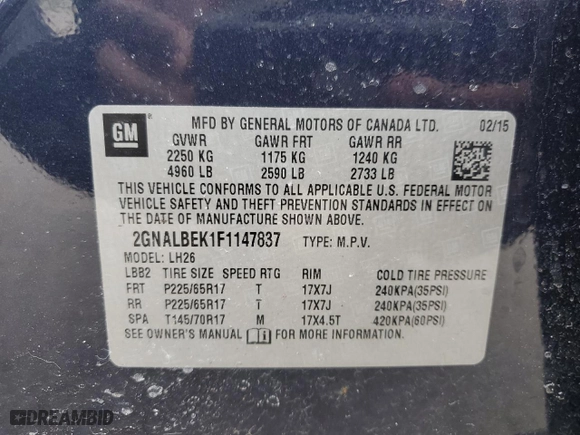 GM
MFD BY GENERAL MOTORS OF CANADA LTD. 02/15
GVWR GAWR FRT GAWR RR
2250 KG 1175 KG 1240 KG
4960 LB 2590 LB 2733 LB
THIS VEHICLE CONFORMS TO ALL APPLICABLE U.S. FEDERAL MOTOR
VEHICLE SAFETY AND THEFT PREVENTION STANDARDS IN EFFECT ON
THE DATE OF MANUFACTURE SHOWN ABOVE.
2GNALBEK1F1147837 TYPE: M.P.V.
MODEL: LH26
LBB2 TIRE SIZE SPEED RTG RIM COLD TIRE PRESSURE
FRT P225/65R17 T 17X7J 240KPA(35PSI)
RR P225/65R17 T 17X7J 240KPA(35PSI)
SPA T145/70R17 M 17X4.5T 420KPA(60PSI)
SEE OWNER'S MANUAL FOR MORE INFORMATION.
DREAMBID